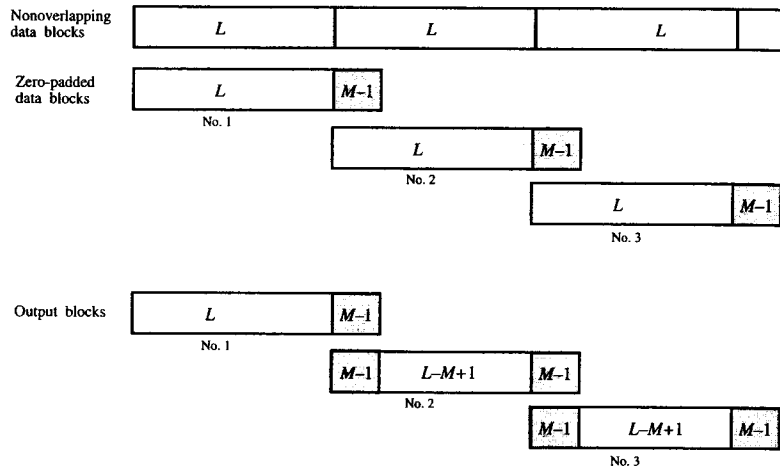 Nonoverlapping
data blocks
L L L
Zero-padded
data blocks
L M-1
No. 1
L M-1
No. 2
L M-1
No. 3
Output blocks
L M-1
No. 1
M-1 L-M+1 M-1
No. 2
M-1 L-M+1 M-1
No. 3